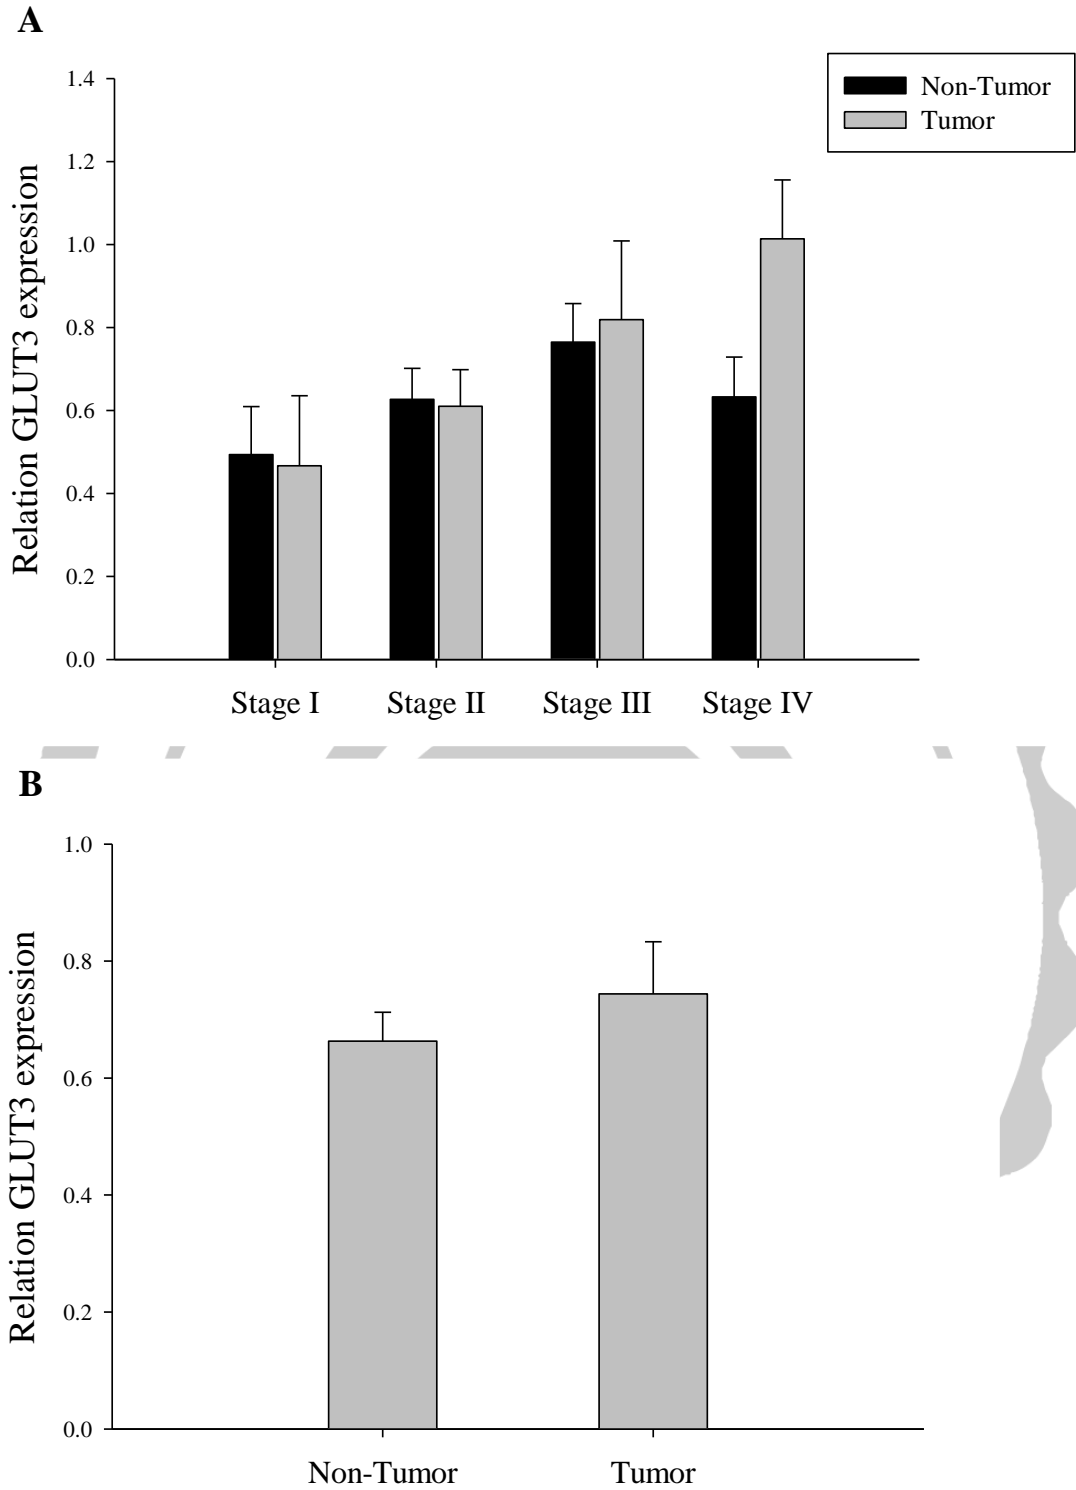 A
Non-Tumor
Tumor
Relation GLUT3 expression
1.4
1.2
1.0
0.8
0.6
0.4
0.2
0.0
Stage I
Stage II
Stage III
Stage IV
B
Relation GLUT3 expression
1.0
0.8
0.6
0.4
0.2
0.0
Non-Tumor
Tumor